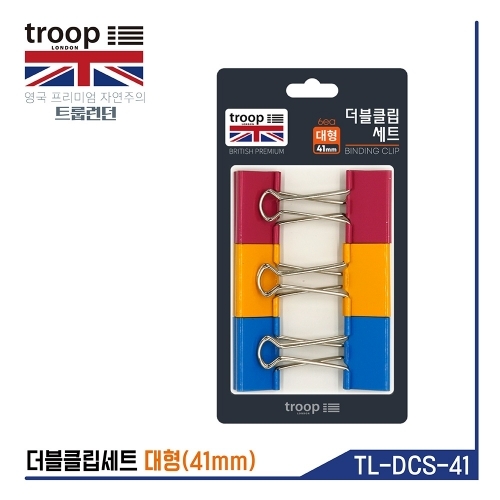 troop
LONDON
영국 프리미엄 자연주의
트룹런던
troop
LONDON
BRITISH PREMIUM
6ea
대형
41mm
더블클립
세트
BINDING CLIP
troop
더블클립세트 대형(41mm)
TL-DCS-41